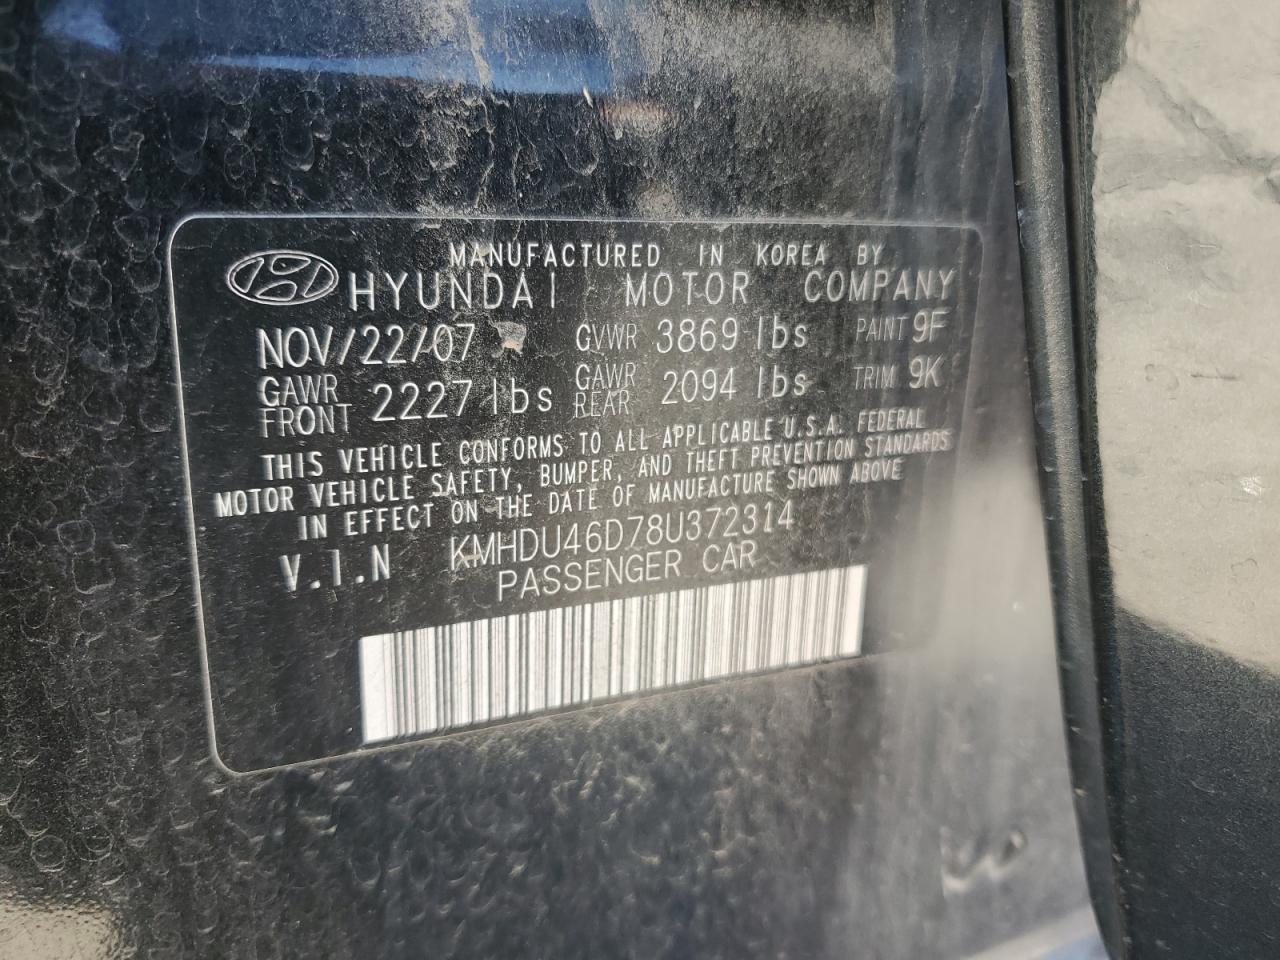 MANUFACTURED IN KOREA BY
HYUNDAI MOTOR COMPANY
NOV/22/07 GVWR 3869 lbs PAINT 9F
GAWR FRONT 2227 lbs GAWR REAR 2094 lbs TRIM 9K
THIS VEHICLE CONFORMS TO ALL APPLICABLE U.S.A. FEDERAL
MOTOR VEHICLE SAFETY, BUMPER, AND THEFT PREVENTION STANDARDS
IN EFFECT ON THE DATE OF MANUFACTURE SHOWN ABOVE
V.I.N KMHDU46D78U372314
PASSENGER CAR